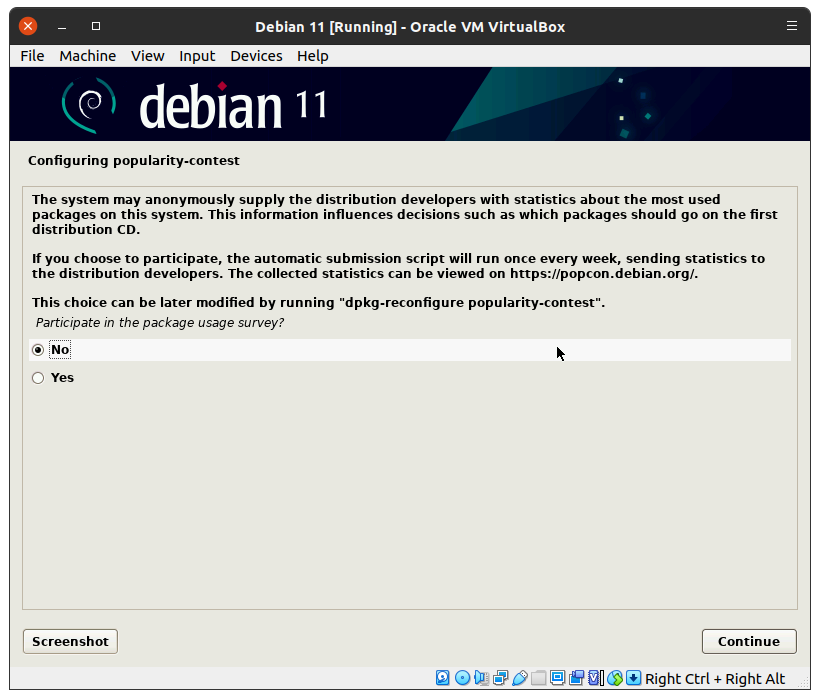 Debian 11 [Running] - Oracle VM VirtualBox
File Machine View Input Devices Help
debian 11
Configuring popularity-contest
The system may anonymously supply the distribution developers with statistics about the most used
packages on this system. This information influences decisions such as which packages should go on the first
distribution CD.
If you choose to participate, the automatic submission script will run once every week, sending statistics to
the distribution developers. The collected statistics can be viewed on https://popcon.debian.org/.
This choice can be later modified by running "dpkg-reconfigure popularity-contest".
Participate in the package usage survey?
No
Yes
Screenshot Continue
Right Ctrl + Right Alt